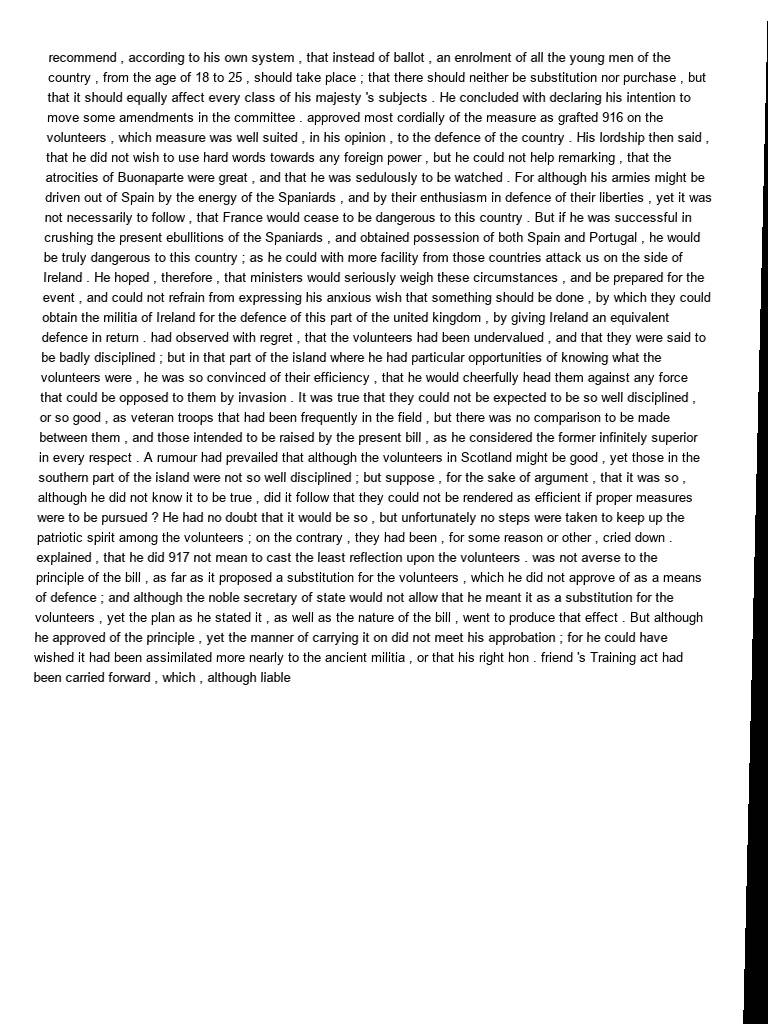 recommend , according to his own system , that instead of ballot , an enrolment of all the young men of the
country , from the age of 18 to 25 , should take place ; that there should neither be substitution nor purchase , but
that it should equally affect every class of his majesty 's subjects . He concluded with declaring his intention to
move some amendments in the committee . approved most cordially of the measure as grafted 916 on the
volunteers , which measure was well suited , in his opinion , to the defence of the country . His lordship then said ,
that he did not wish to use hard words towards any foreign power , but he could not help remarking , that the
atrocities of Buonaparte were great , and that he was sedulously to be watched . For although his armies might be
driven out of Spain by the energy of the Spaniards , and by their enthusiasm in defence of their liberties , yet it was
not necessarily to follow , that France would cease to be dangerous to this country . But if he was successful in
crushing the present ebullitions of the Spaniards , and obtained possession of both Spain and Portugal , he would
be truly dangerous to this country ; as he could with more facility from those countries attack us on the side of
Ireland . He hoped , therefore , that ministers would seriously weigh these circumstances , and be prepared for the
event , and could not refrain from expressing his anxious wish that something should be done , by which they could
obtain the militia of Ireland for the defence of this part of the united kingdom , by giving Ireland an equivalent
defence in return . had observed with regret , that the volunteers had been undervalued , and that they were said to
be badly disciplined ; but in that part of the island where he had particular opportunities of knowing what the
volunteers were , he was so convinced of their efficiency , that he would cheerfully head them against any force
that could be opposed to them by invasion . It was true that they could not be expected to be so well disciplined ,
or so good , as veteran troops that had been frequently in the field , but there was no comparison to be made
between them , and those intended to be raised by the present bill , as he considered the former infinitely superior
in every respect . A rumour had prevailed that although the volunteers in Scotland might be good , yet those in the
southern part of the island were not so well disciplined ; but suppose , for the sake of argument , that it was so ,
although he did not know it to be true , did it follow that they could not be rendered as efficient if proper measures
were to be pursued ? He had no doubt that it would be so , but unfortunately no steps were taken to keep up the
patriotic spirit among the volunteers ; on the contrary , they had been , for some reason or other , cried down .
explained , that he did 917 not mean to cast the least reflection upon the volunteers . was not averse to the
principle of the bill , as far as it proposed a substitution for the volunteers , which he did not approve of as a means
of defence ; and although the noble secretary of state would not allow that he meant it as a substitution for the
volunteers , yet the plan as he stated it , as well as the nature of the bill , went to produce that effect . But although
he approved of the principle , yet the manner of carrying it on did not meet his approbation ; for he could have
wished it had been assimilated more nearly to the ancient militia , or that his right hon . friend 's Training act had
been carried forward , which , although liable